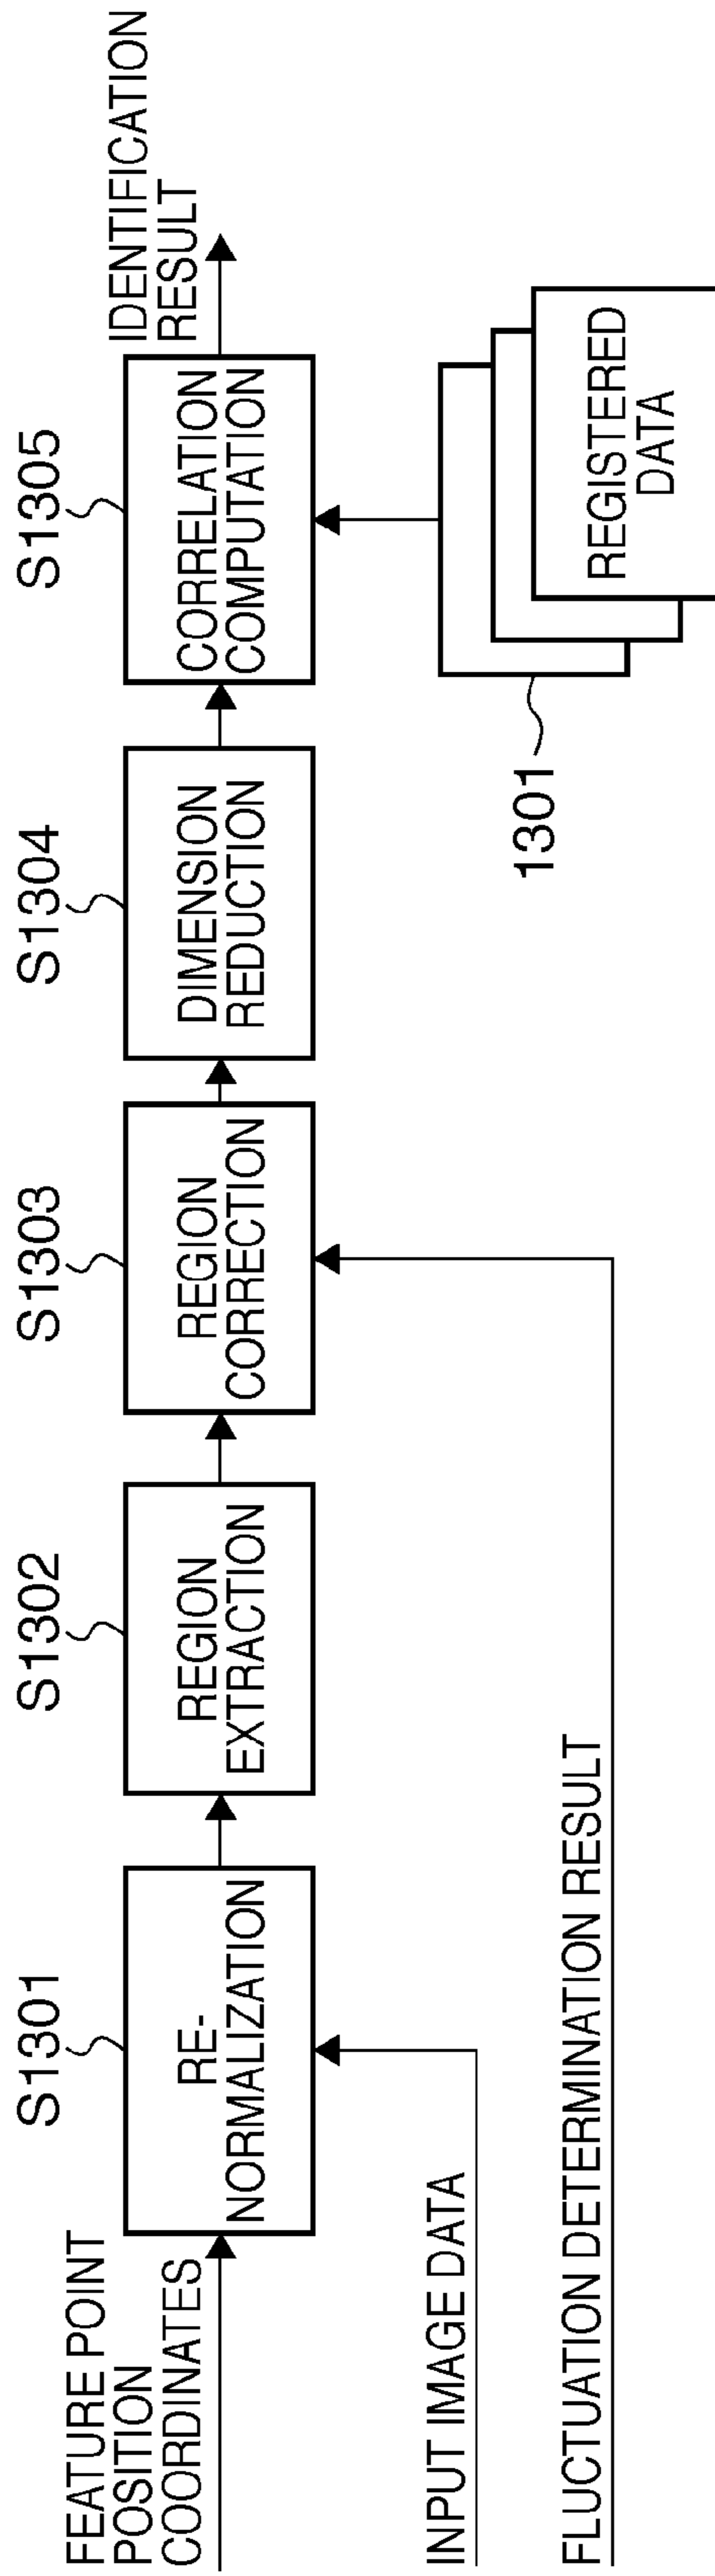 FEATURE POINT
POSITION
COORDINATES
S1301
RE-
NORMALIZATION
S1302
REGION
EXTRACTION
S1303
REGION
CORRECTION
S1304
DIMENSION
REDUCTION
S1305
CORRELATION
COMPUTATION
IDENTIFICATION
RESULT
INPUT IMAGE DATA
FLUCTUATION DETERMINATION RESULT
1301
REGISTERED
DATA